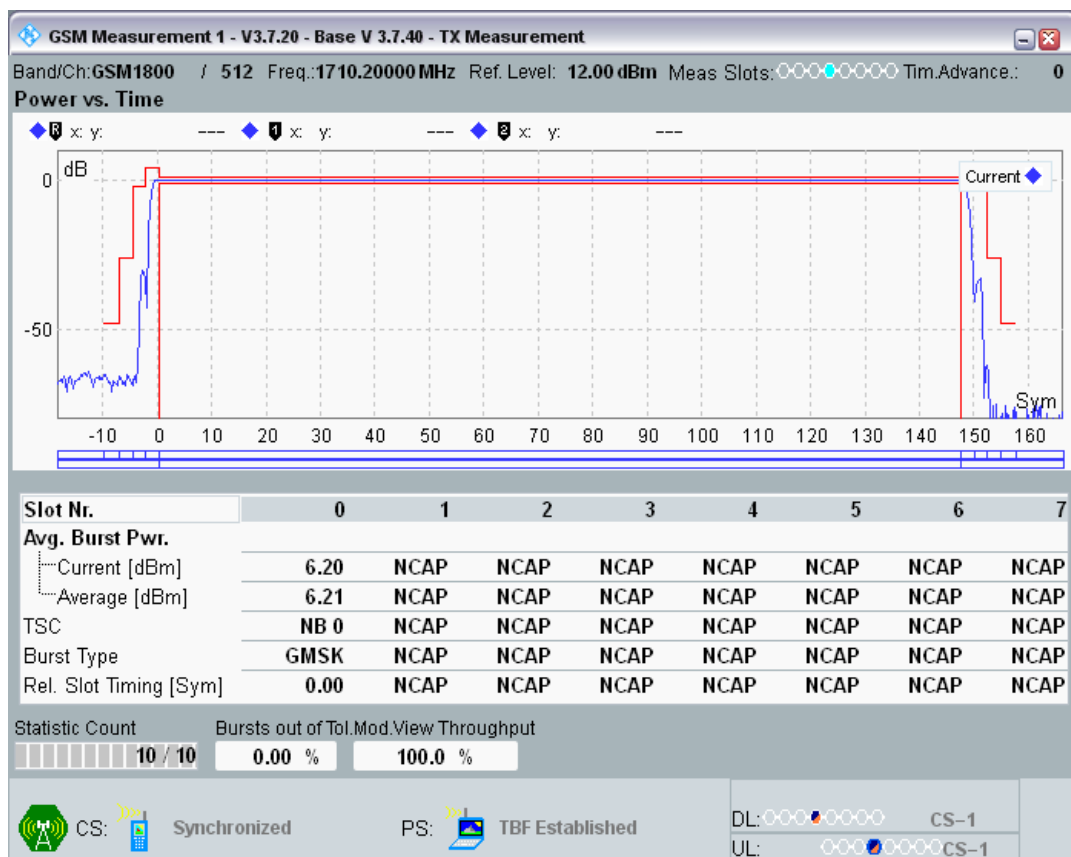 GSM Measurement 1 - V3.7.20 - Base V 3.7.40 - TX Measurement
Band/Ch:GSM1800 / 512 Freq.:1710.20000 MHz Ref. Level: 12.00 dBm Meas Slots: Tim.Advance.: 0
Power vs. Time
R x: y: --- 1 x: y: --- 2 x: y: ---
dB
Current
0
-50
Sym
-10 0 10 20 30 40 50 60 70 80 90 100 110 120 130 140 150 160
Slot Nr. 0 1 2 3 4 5 6 7
Avg. Burst Pwr.
Current [dBm] 6.20 NCAP NCAP NCAP NCAP NCAP NCAP NCAP
Average [dBm] 6.21 NCAP NCAP NCAP NCAP NCAP NCAP NCAP
TSC NB 0 NCAP NCAP NCAP NCAP NCAP NCAP NCAP
Burst Type GMSK NCAP NCAP NCAP NCAP NCAP NCAP NCAP
Rel. Slot Timing [Sym] 0.00 NCAP NCAP NCAP NCAP NCAP NCAP NCAP
Statistic Count Bursts out of Tol. Mod.View Throughput
10 / 10 0.00 % 100.0 %
CS: Synchronized PS: TBF Established DL: CS-1
UL: CS-1